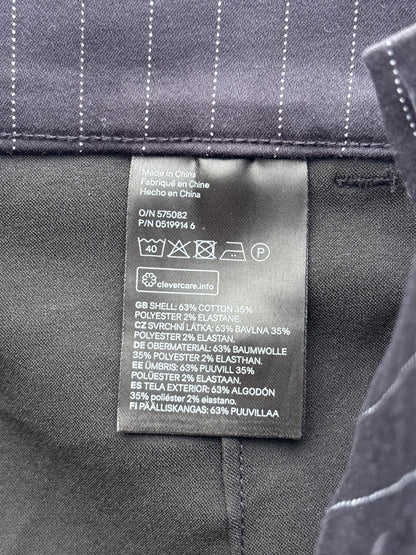 Made in China
Fabriqué en Chine
Hecho en China
O/N 575082
P/N 0519914 6
40 P
clevercare.info
GB SHELL: 63% COTTON 35%
POLYESTER 2% ELASTANE.
CZ SVRCHNÍ LÁTKA: 63% BAVLNA 35%
POLYESTER 2% ELASTAN.
DE OBERMATERIAL: 63% BAUMWOLLE
35% POLYESTER 2% ELASTHAN.
EE ÜMBRIS: 63% PUUVILL 35%
POLÜESTER 2% ELASTAAN.
ES TELA EXTERIOR: 63% ALGODÓN
35% poliéster 2% elastano.
FI PÄÄLLISKANGAS: 63% PUUVILLAA